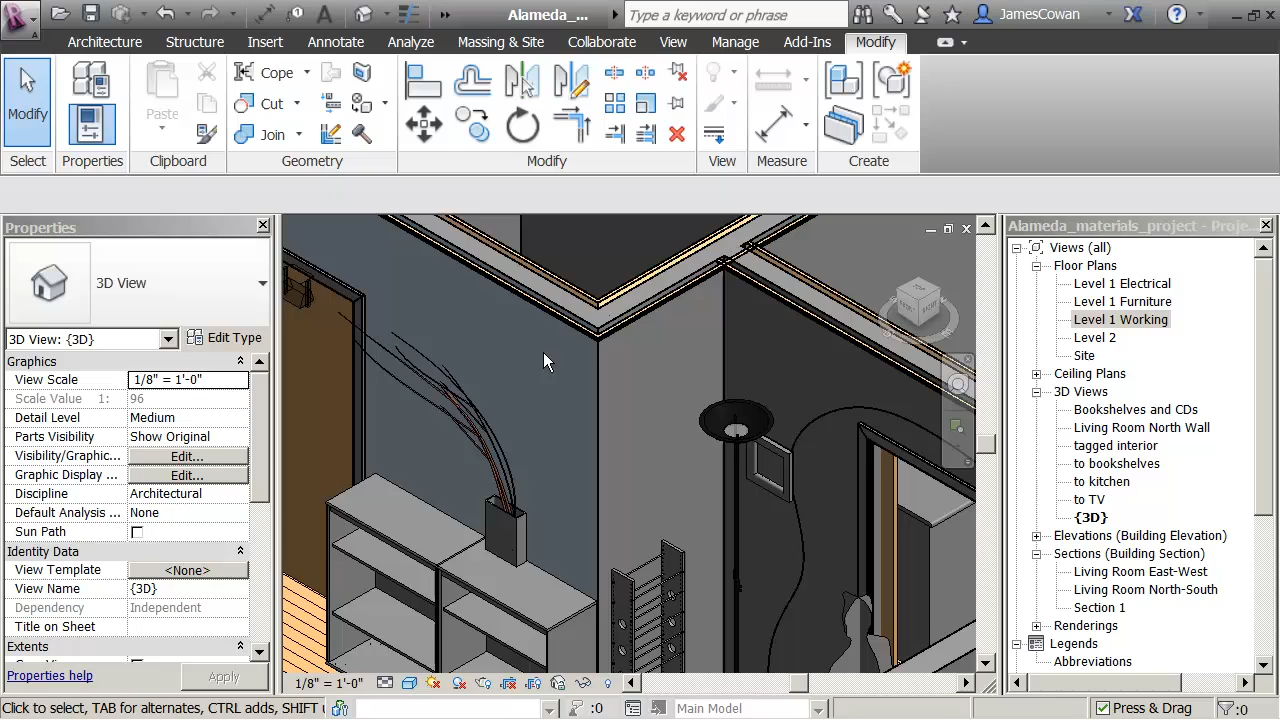 Alameda_...
Type a keyword or phrase
JamesCowan
Architecture
Structure
Insert
Annotate
Analyze
Massing & Site
Collaborate
View
Manage
Add-Ins
Modify
Modify
Paste
Cope
Cut
Join
Select
Properties
Clipboard
Geometry
Modify
View
Measure
Create
Properties
3D View
3D View: {3D}
Edit Type
Graphics
View Scale
1/8" = 1'-0"
Scale Value 1:
96
Detail Level
Medium
Parts Visibility
Show Original
Visibility/Graphic...
Edit...
Graphic Display ...
Edit...
Discipline
Architectural
Default Analysis ...
None
Sun Path
Identity Data
View Template
<None>
View Name
{3D}
Dependency
Independent
Title on Sheet
Extents
Properties help
Apply
1/8" = 1'-0"
Alameda_materials_project - Proje...
Views (all)
Floor Plans
Level 1 Electrical
Level 1 Furniture
Level 1 Working
Level 2
Site
Ceiling Plans
3D Views
Bookshelves and CDs
Living Room North Wall
tagged interior
to bookshelves
to kitchen
to TV
{3D}
Elevations (Building Elevation)
Sections (Building Section)
Living Room East-West
Living Room North-South
Section 1
Renderings
Legends
Abbreviations
Click to select, TAB for alternates, CTRL adds, SHIFT u
:0
Main Model
Press & Drag
:0